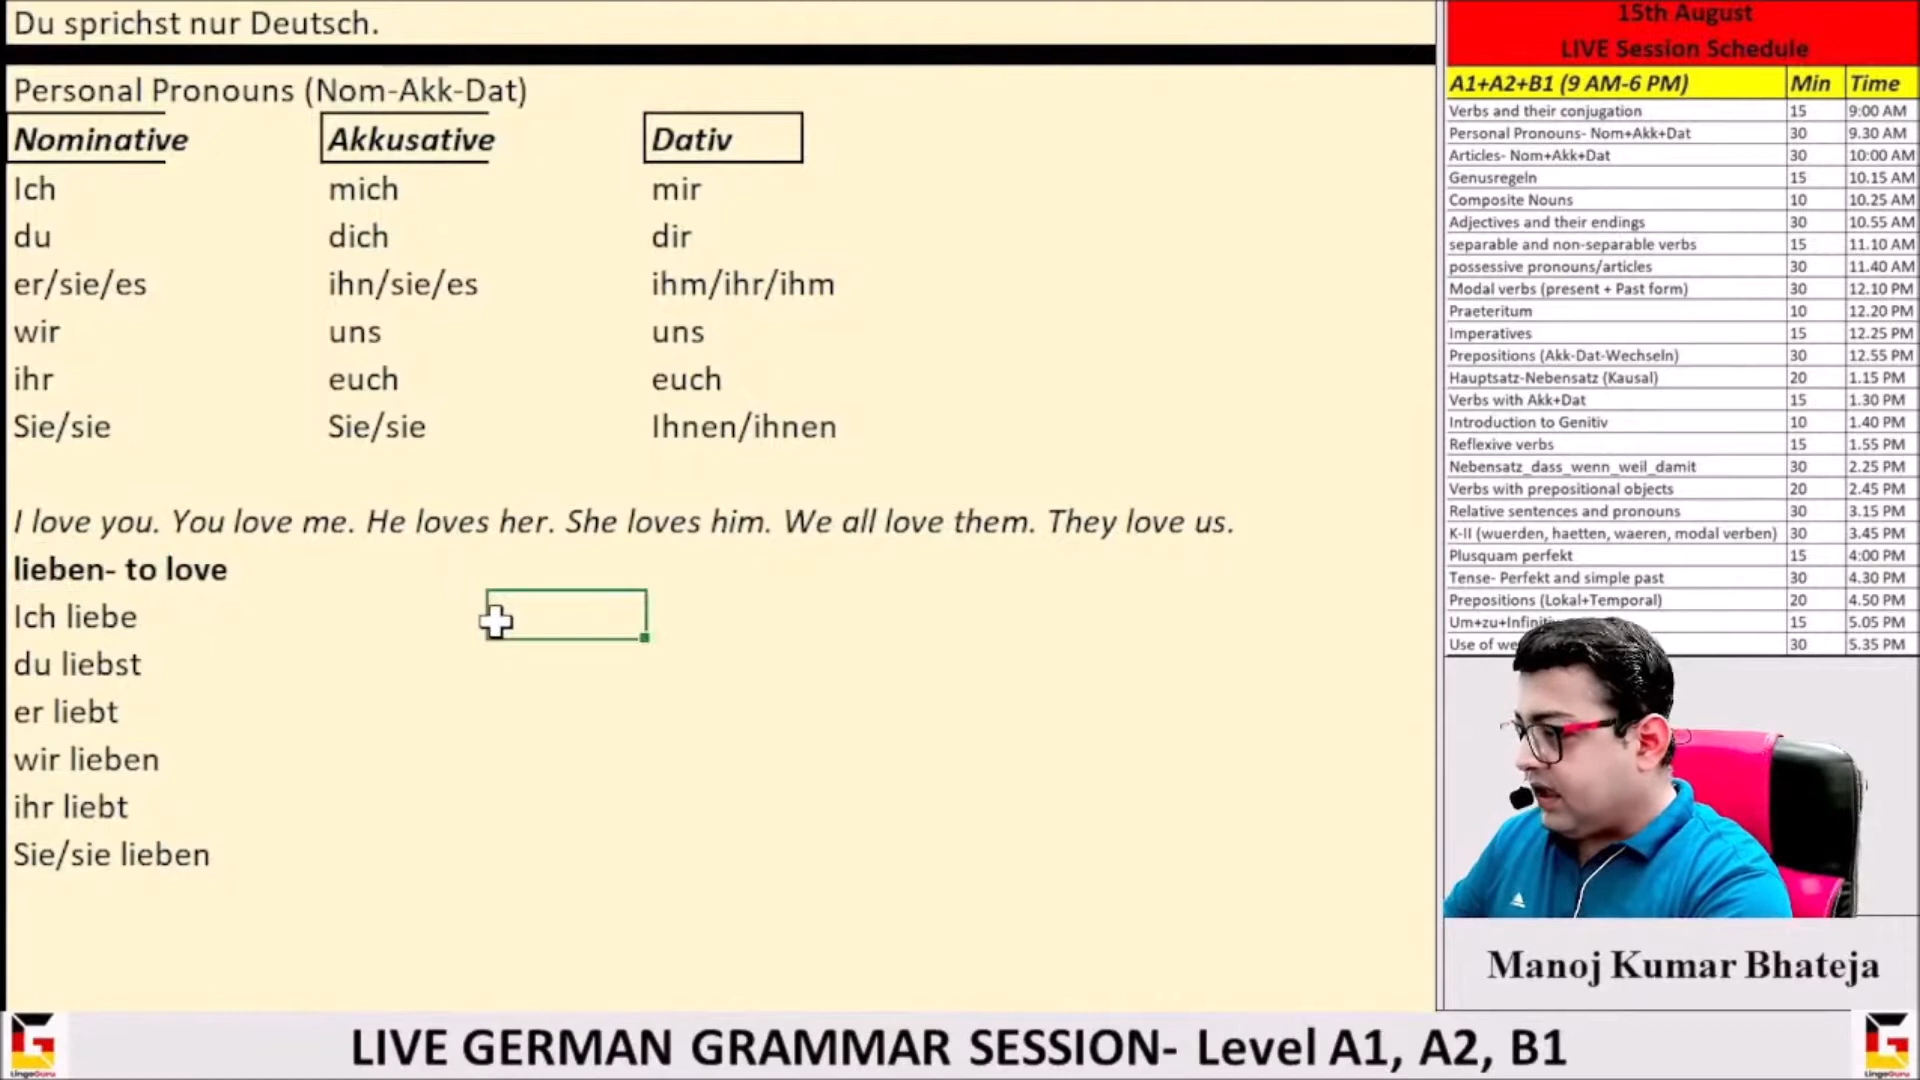 Du sprichst nur Deutsch.
Personal Pronouns (Nom-Akk-Dat)
Nominative Akkusative Dativ
Ich mich mir
du dich dir
er/sie/es ihn/sie/es ihm/ihr/ihm
wir uns uns
ihr euch euch
Sie/sie Sie/sie Ihnen/ihnen
I love you. You love me. He loves her. She loves him. We all love them. They love us.
lieben- to love
Ich liebe
du liebst
er liebt
wir lieben
ihr liebt
Sie/sie lieben
15th August
LIVE Session Schedule
A1+A2+B1 (9 AM-6 PM) Min Time
Verbs and their conjugation 15 9:00 AM
Personal Pronouns- Nom+Akk+Dat 30 9.30 AM
Articles- Nom+Akk+Dat 30 10:00 AM
Genusregeln 15 10.15 AM
Composite Nouns 10 10.25 AM
Adjectives and their endings 30 10.55 AM
separable and non-separable verbs 15 11.10 AM
possessive pronouns/articles 30 11.40 AM
Modal verbs (present + Past form) 30 12.10 PM
Praeteritum 10 12.20 PM
Imperatives 15 12.25 PM
Prepositions (Akk-Dat-Wechseln) 30 12.55 PM
Hauptsatz-Nebensatz (Kausal) 20 1.15 PM
Verbs with Akk+Dat 15 1.30 PM
Introduction to Genitiv 10 1.40 PM
Reflexive verbs 15 1.55 PM
Nebensatz_dass_wenn_weil_damit 30 2.25 PM
Verbs with prepositional objects 20 2.45 PM
Relative sentences and pronouns 30 3.15 PM
K-II (wuerden, haetten, waeren, modal verben) 30 3.45 PM
Plusquam perfekt 15 4:00 PM
Tense- Perfekt and simple past 30 4.30 PM
Prepositions (Lokal+Temporal) 20 4.50 PM
Um+zu+Infiniti 15 5.05 PM
Use of we 30 5.35 PM
Manoj Kumar Bhateja
LIVE GERMAN GRAMMAR SESSION- Level A1, A2, B1
LingoGuru
LingoGuru